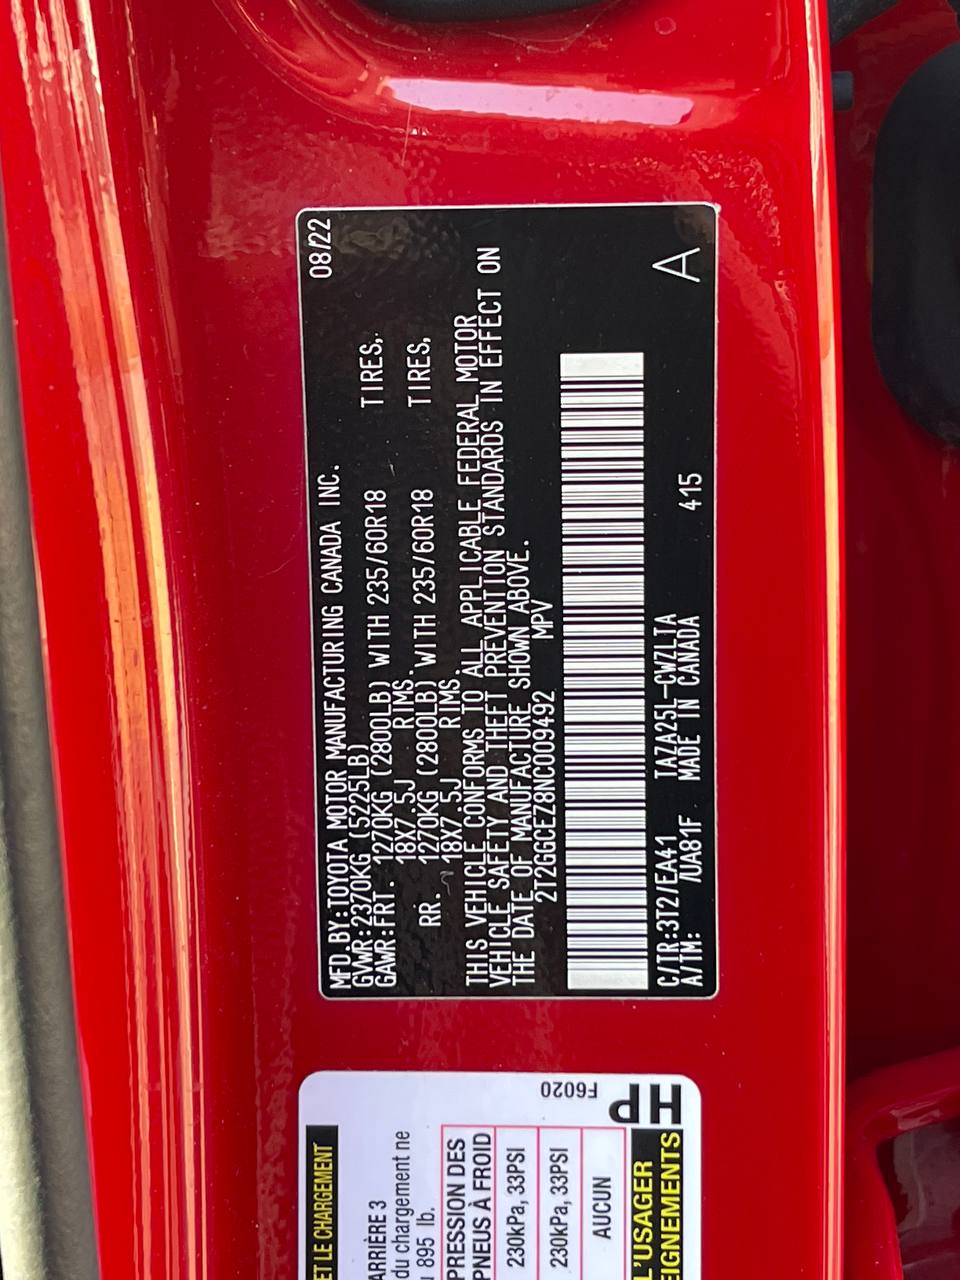 MFD.BY:TOYOTA MOTOR MANUFACTURING CANADA INC. 08/22
GVWR:2370KG (5225LB)
GAWR:FRT. 1270KG (2800LB) WITH 235/60R18 TIRES,
18X7.5J RIMS.
RR. 1270KG (2800LB) WITH 235/60R18 TIRES,
18X7.5J RIMS.
THIS VEHICLE CONFORMS TO ALL APPLICABLE FEDERAL MOTOR
VEHICLE SAFETY AND THEFT PREVENTION STANDARDS IN EFFECT ON
THE DATE OF MANUFACTURE SHOWN ABOVE.
2T2GGCEZ8NC009492 MPV
C/TR:3T2/EA41 TAZA25L-CWZLTA A
A/TM: /UA81F MADE IN CANADA 415
ET LE CHARGEMENT
ARRIÈRE 3
du chargement ne
895 lb.
PRESSION DES
PNEUS À FROID
230kPa, 33PSI
230kPa, 33PSI
AUCUN
L'USAGER
EIGNEMENTS
F6020
HP